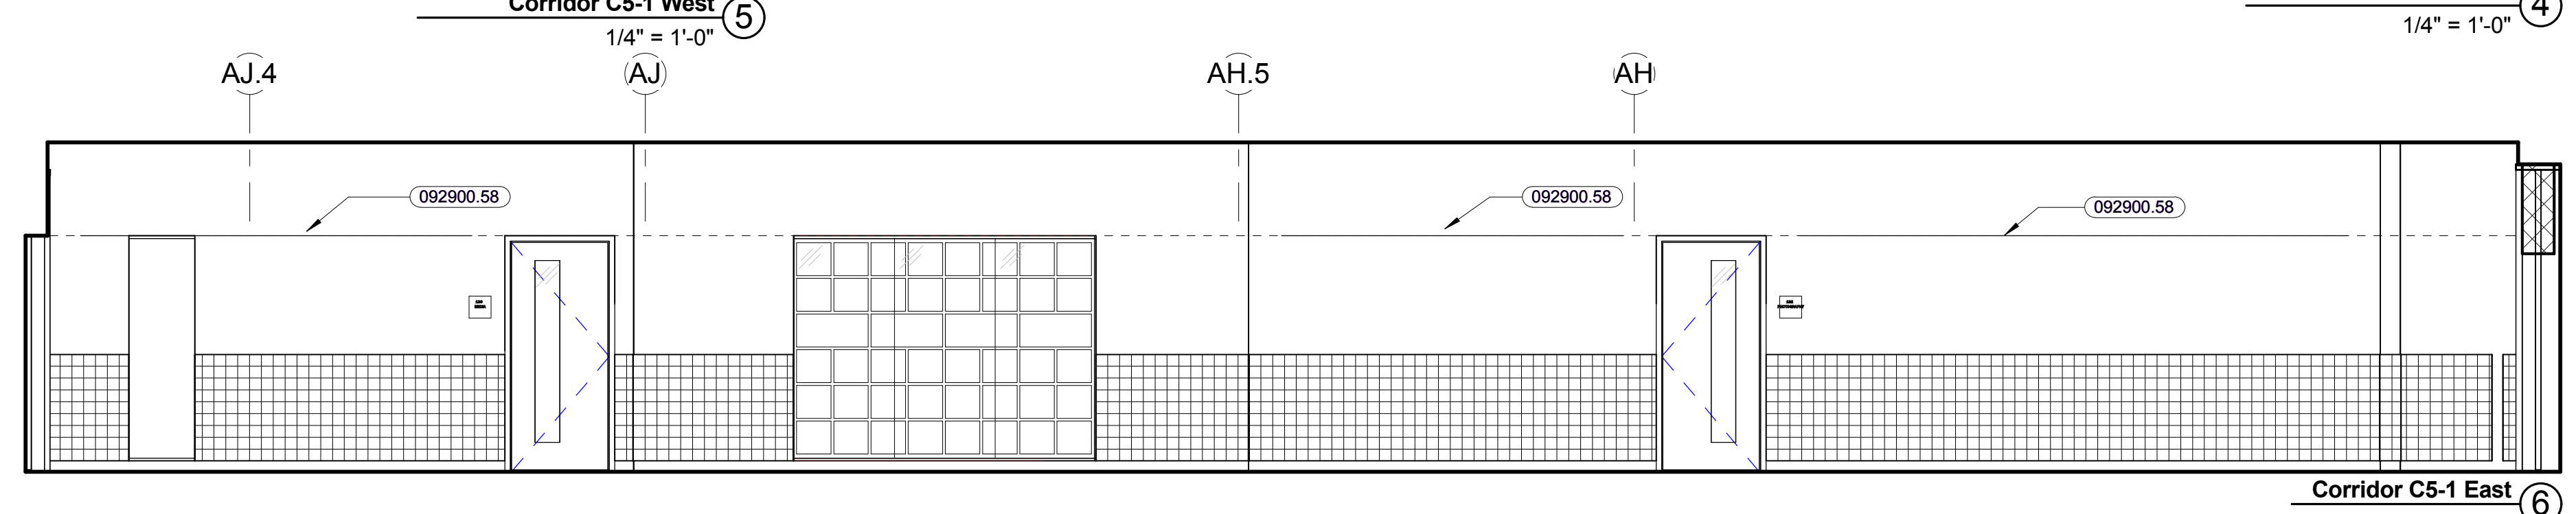 Corridor C5-1 West
5
1/4" = 1'-0"
4
1/4" = 1'-0"
AJ.4
AJ
AH.5
AH
092900.58
092900.58
092900.58
Corridor C5-1 East
6